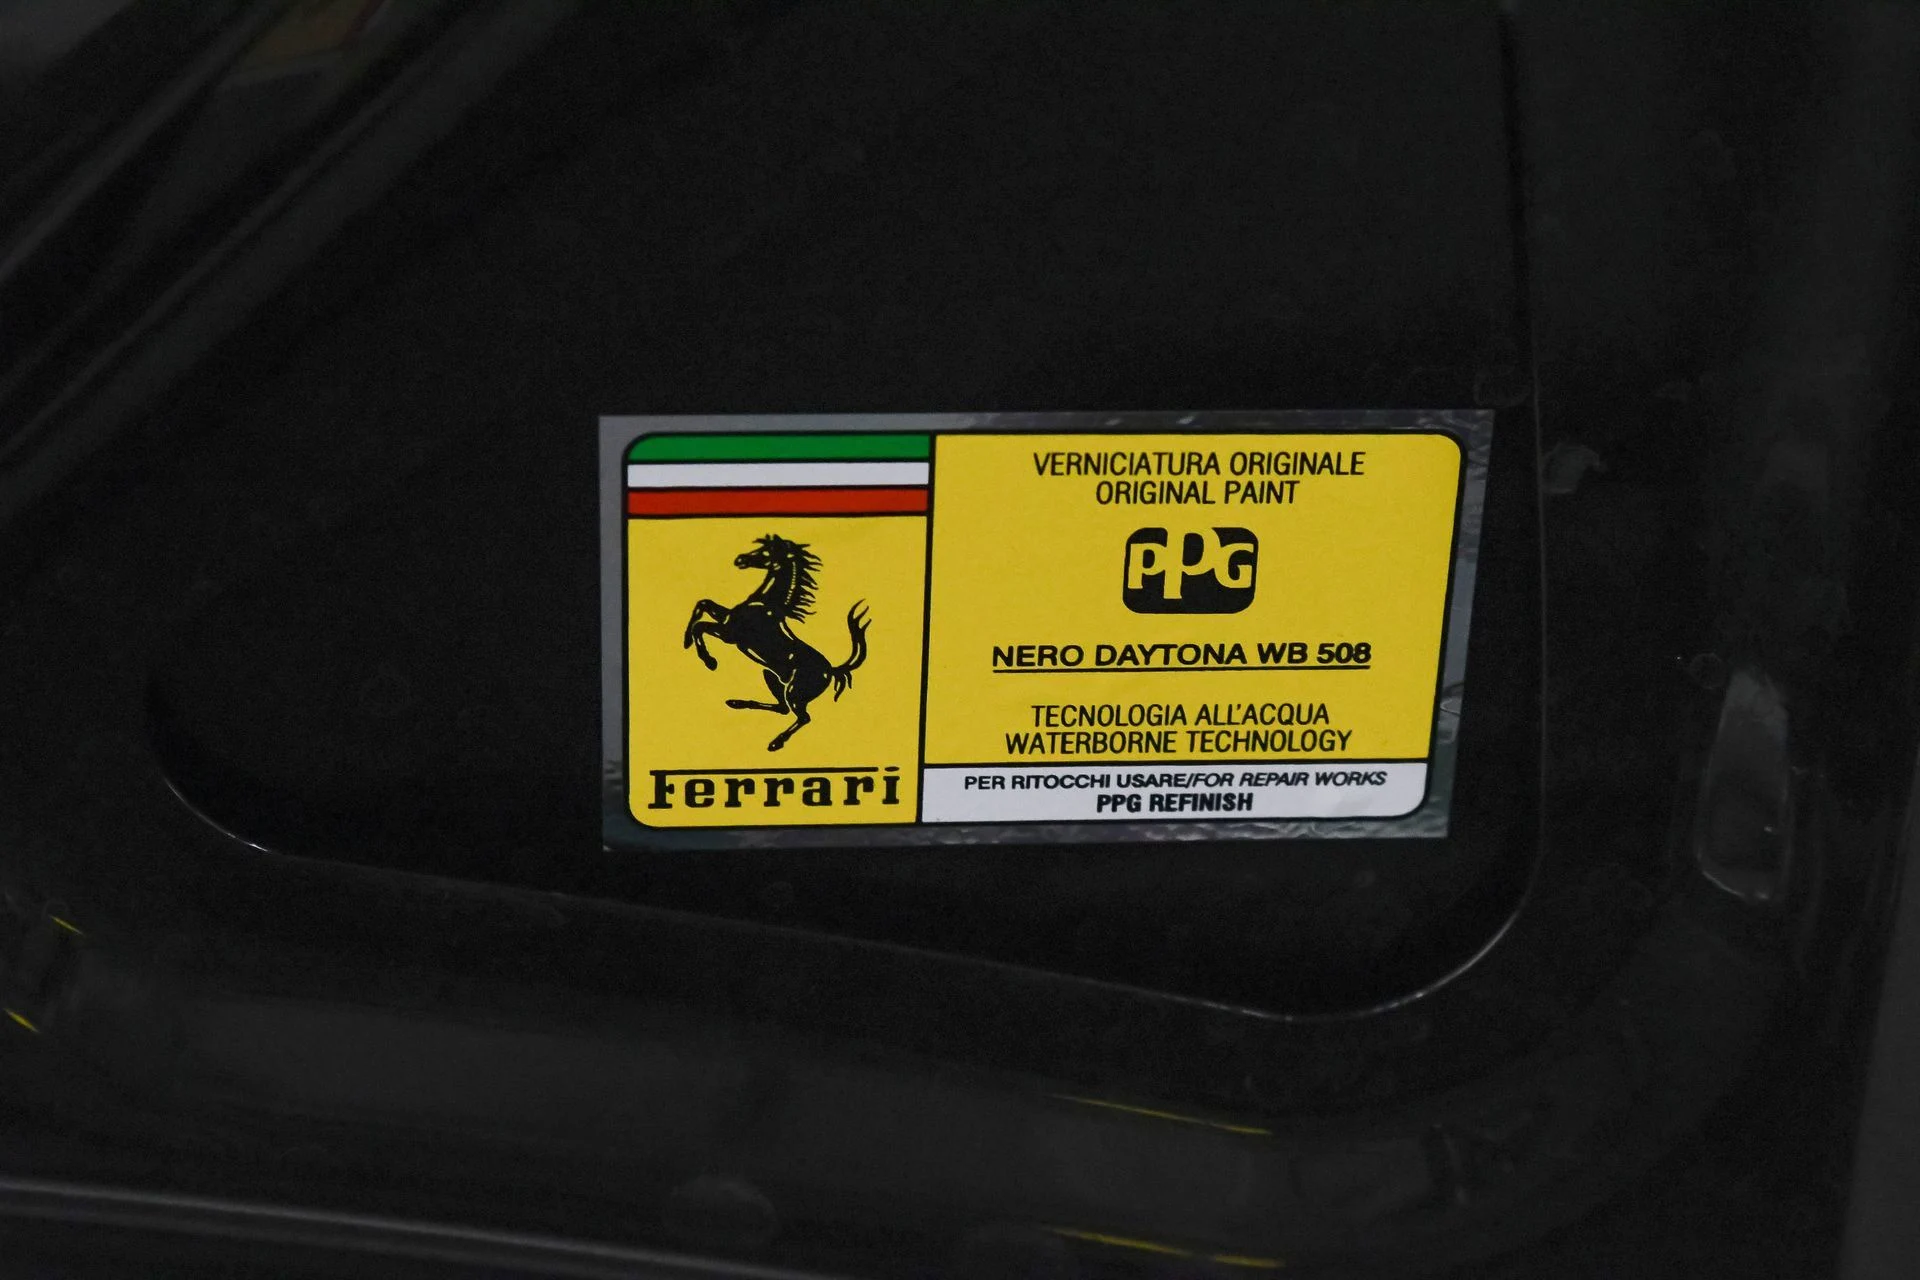 Ferrari
VERNICIATURA ORIGINALE
ORIGINAL PAINT
PPG
NERO DAYTONA WB 508
TECNOLOGIA ALL'ACQUA
WATERBORNE TECHNOLOGY
PER RITOCCHI USARE/FOR REPAIR WORKS
PPG REFINISH